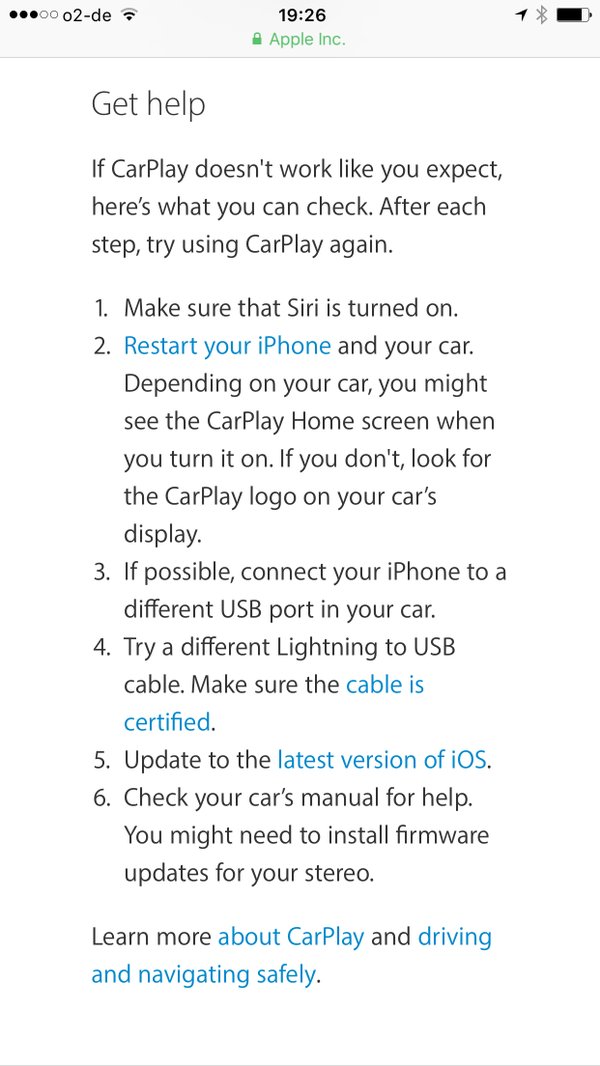 ●●●○○ o2-de 19:26
Apple Inc.
Get help
If CarPlay doesn't work like you expect,
here’s what you can check. After each
step, try using CarPlay again.
1. Make sure that Siri is turned on.
2. Restart your iPhone and your car.
Depending on your car, you might
see the CarPlay Home screen when
you turn it on. If you don't, look for
the CarPlay logo on your car’s
display.
3. If possible, connect your iPhone to a
different USB port in your car.
4. Try a different Lightning to USB
cable. Make sure the cable is
certified.
5. Update to the latest version of iOS.
6. Check your car’s manual for help.
You might need to install firmware
updates for your stereo.
Learn more about CarPlay and driving
and navigating safely.